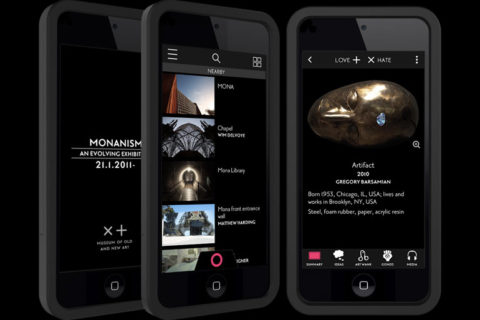 MONANISM
AN EVOLVING EXHIBIT
21.1.2011-
MUSEUM OF OLD
AND NEW ART
NEARBY
MONA
Chapel
WIM DELVOYE
Mona Library
Mona front entrance
wall
MATTHEW HARDING
IGNER
LOVE + × HATE
Artifact
2010
GREGORY BARSAMIAN
Born 1953, Chicago, IL, USA; lives and
works in Brooklyn, NY, USA
Steel, foam rubber, paper, acrylic resin
SUMMARY
IDEAS
ARTWANK
GONZO
MEDIA